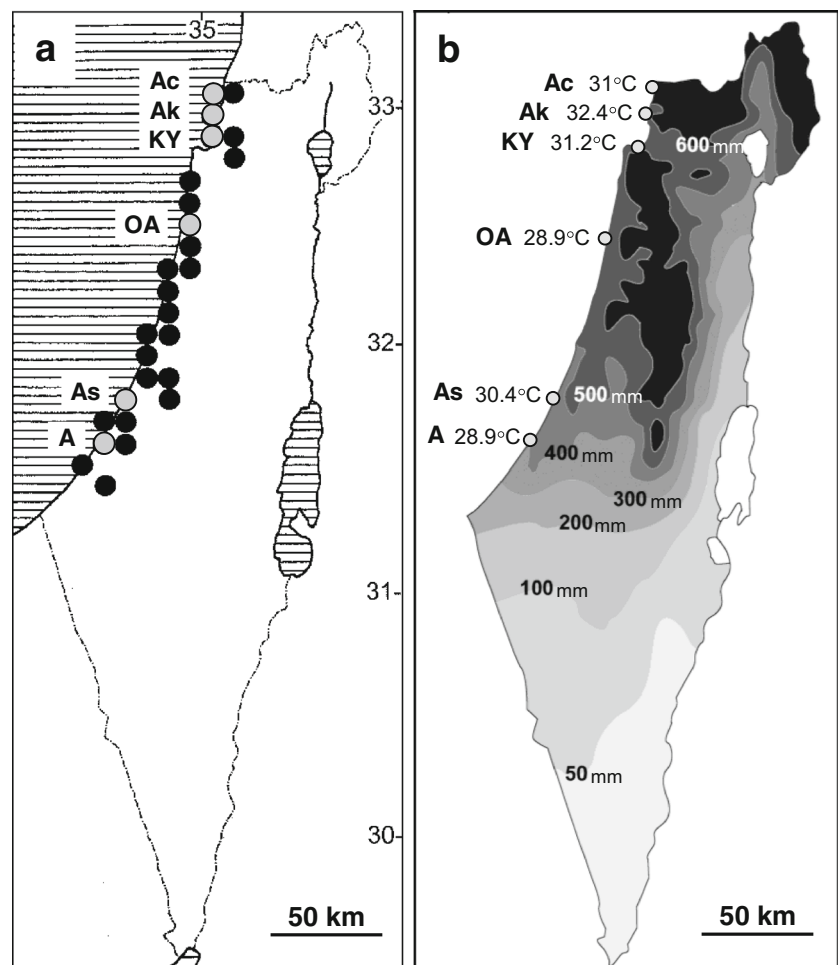 a
35
Ac
Ak
33
KY
OA
32
As
A
31
30
50 km
b
Ac 31°C
Ak 32.4°C
KY 31.2°C
600 mm
OA 28.9°C
As 30.4°C
500 mm
A 28.9°C
400 mm
300 mm
200 mm
100 mm
50 mm
50 km